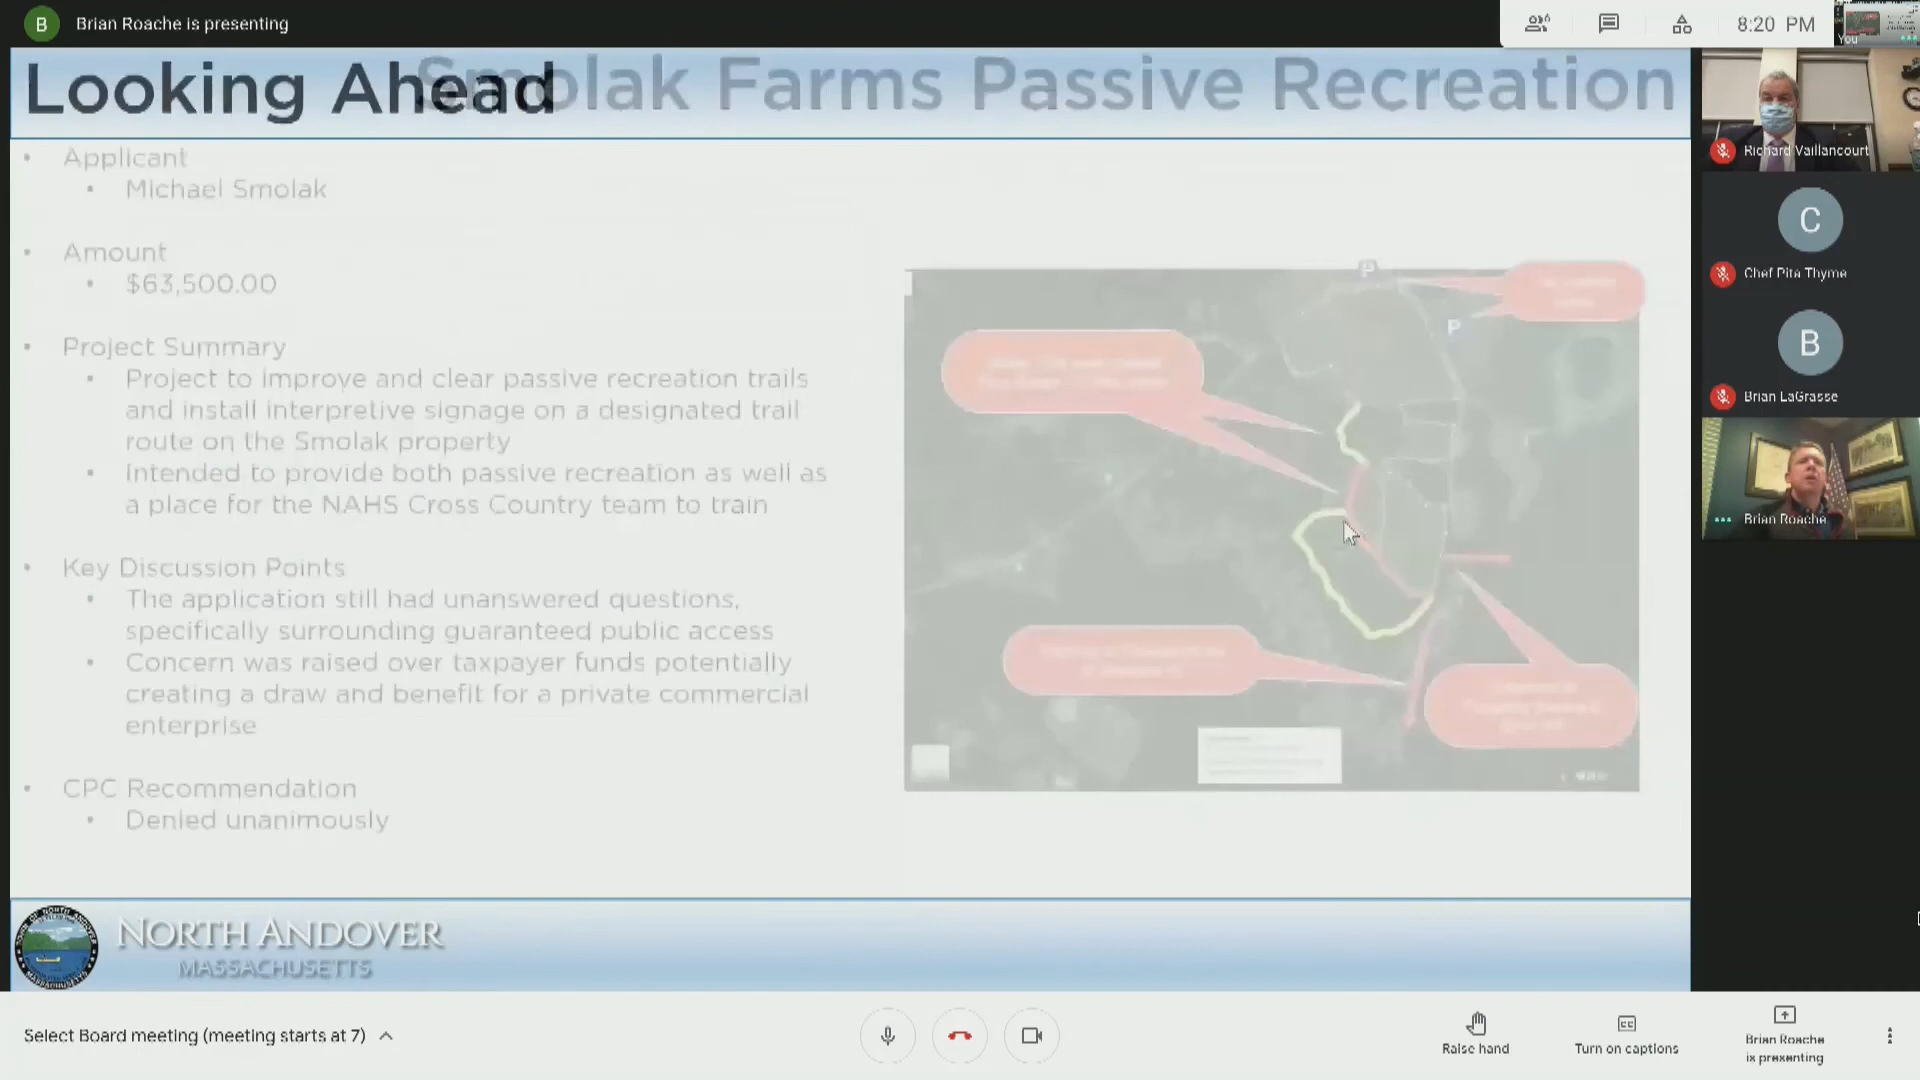 B Brian Roache is presenting
8:20 PM
You
Looking Ahead
Smolak Farms Passive Recreation
• Applicant
• Michael Smolak
• Amount
• $63,500.00
• Project Summary
• Project to improve and clear passive recreation trails
and install interpretive signage on a designated trail
route on the Smolak property
• Intended to provide both passive recreation as well as
a place for the NAHS Cross Country team to train
• Key Discussion Points
• The application still had unanswered questions,
specifically surrounding guaranteed public access
• Concern was raised over taxpayer funds potentially
creating a draw and benefit for a private commercial
enterprise
• CPC Recommendation
• Denied unanimously
P
P
Richard Vaillancourt
C
Chef Pita Thyme
B
Brian LaGrasse
Brian Roache
NORTH ANDOVER
MASSACHUSETTS
Select Board meeting (meeting starts at 7)
Raise hand
Turn on captions
Brian Roache
is presenting